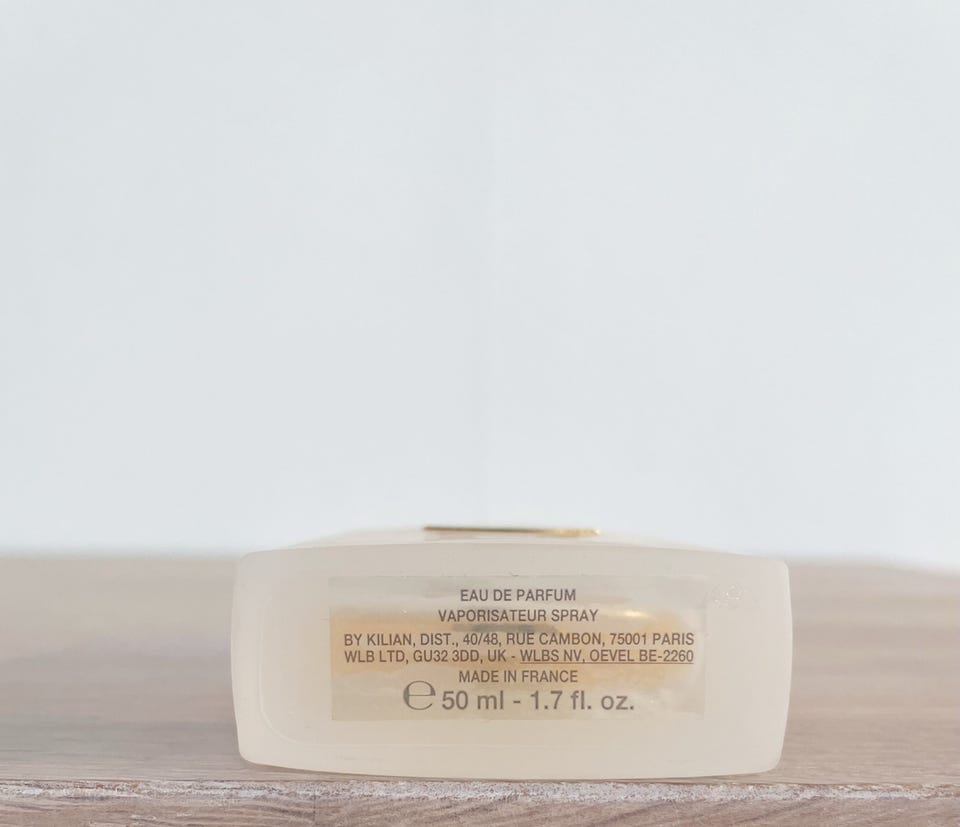 EAU DE PARFUM
VAPORISATEUR SPRAY
BY KILIAN, DIST., 40/48, RUE CAMBON, 75001 PARIS
WLB LTD, GU32 3DD, UK - WLBS NV, OEVEL BE-2260
MADE IN FRANCE
℮ 50 ml - 1.7 fl. oz.